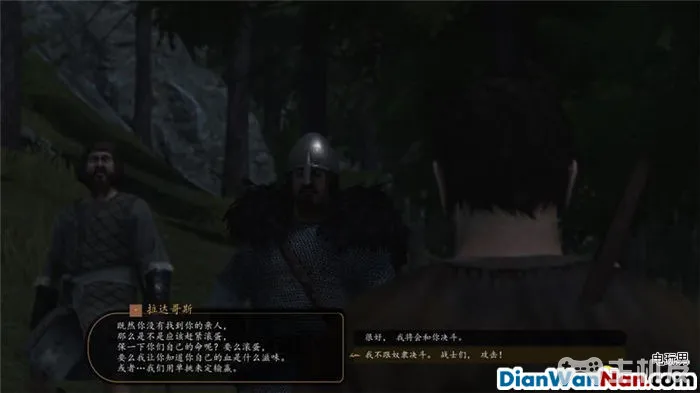 拉达哥斯
既然你没有找到你的亲人，
那么是不是应该赶紧滚蛋，
保一下你们自己的命呢？要么滚蛋，
要么我让你知道你自己的血是什么滋味。
或者…我们用单挑来定输赢。
很好， 我将会和你决斗。
我不跟奴隶决斗。 战士们， 攻击！
电玩男
DianWanNan.com